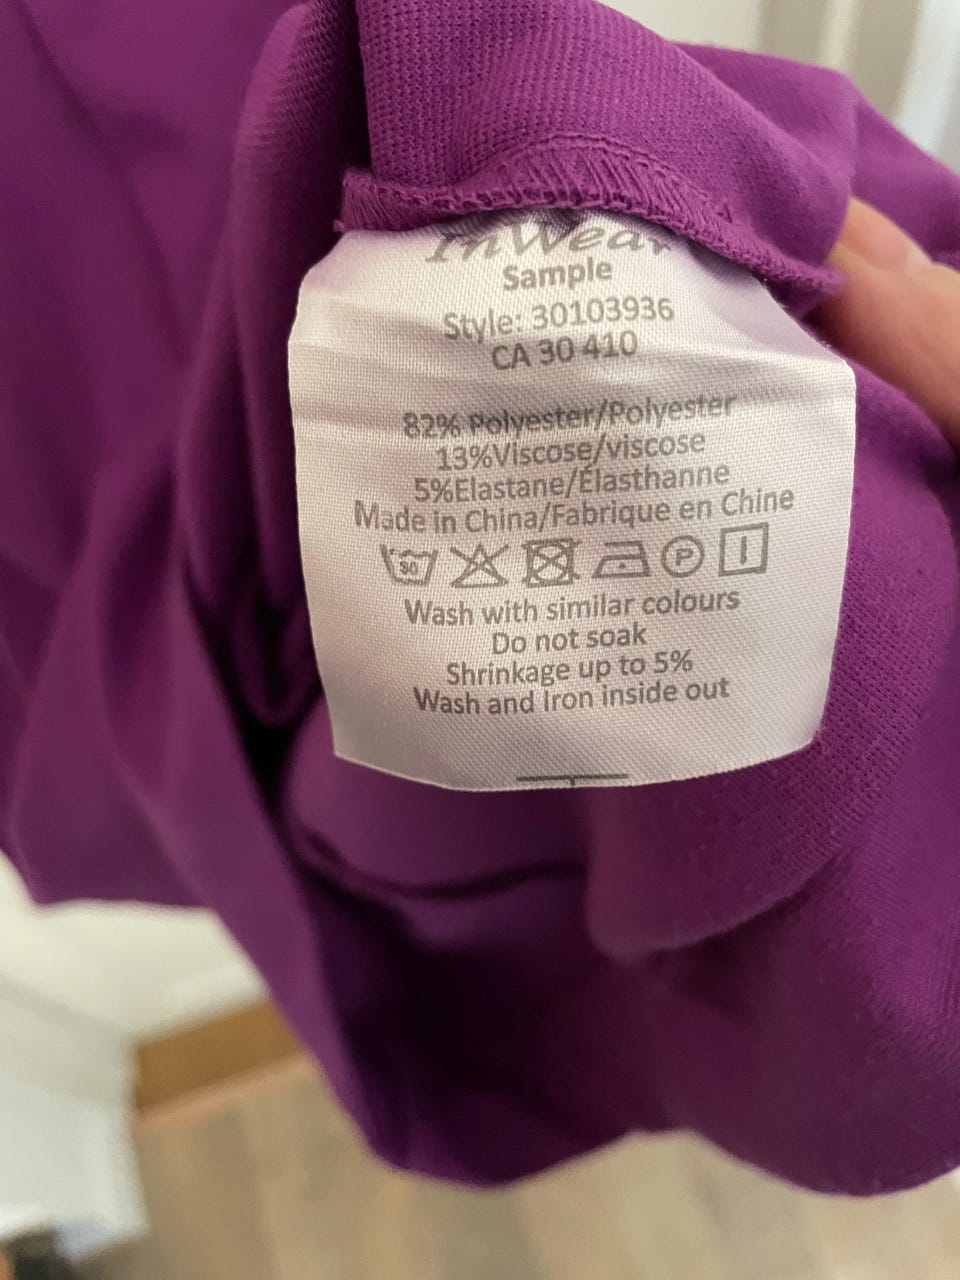 InWear
Sample
Style: 30103936
CA 30 410
82% Polyester/Polyester
13%Viscose/viscose
5%Elastane/Élasthanne
Made in China/Fabrique en Chine
30 P
Wash with similar colours
Do not soak
Shrinkage up to 5%
Wash and Iron inside out